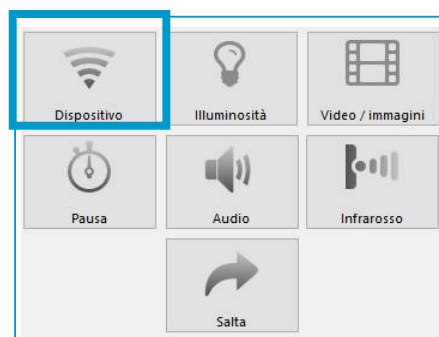 Dispositivo
Illuminosità
Video / immagini
Pausa
Audio
Infrarosso
Salta